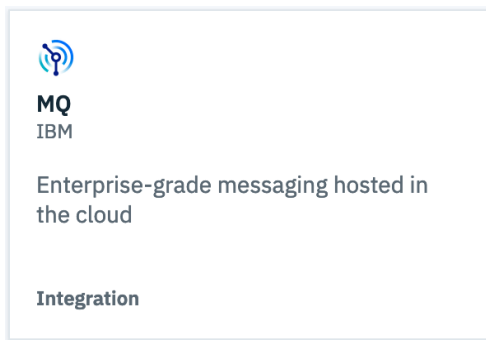 MQ
IBM
Enterprise-grade messaging hosted in
the cloud
Integration